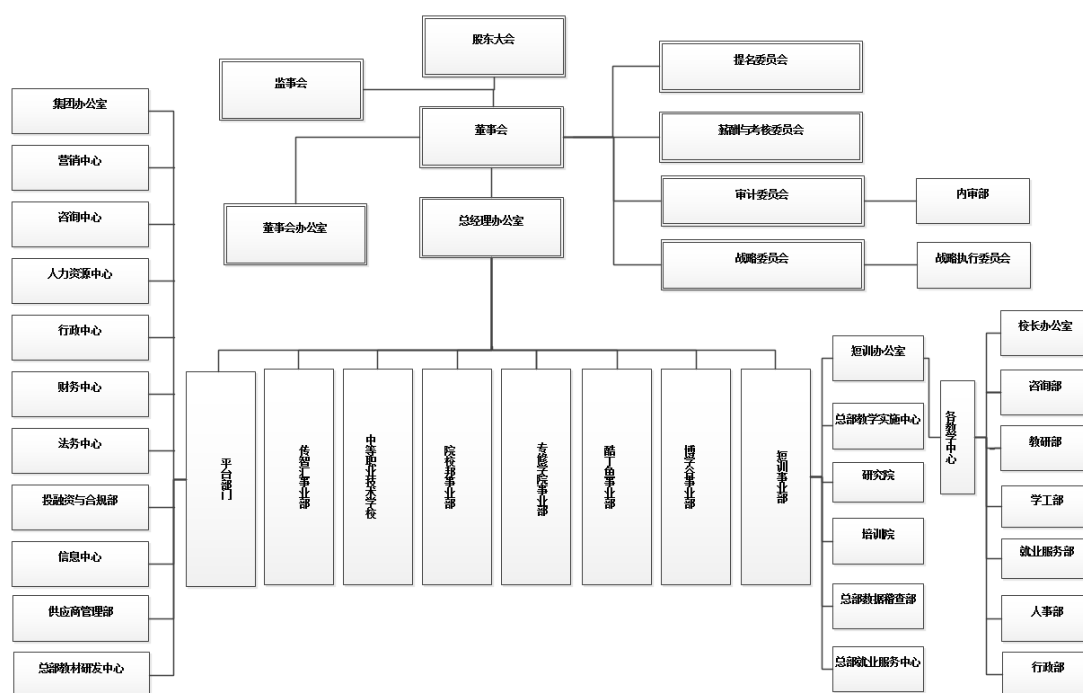 股东大会
监事会
董事会
董事会办公室
总经理办公室
提名委员会
薪酬与考核委员会
审计委员会
内审部
战略委员会
战略执行委员会
集团办公室
营销中心
咨询中心
人力资源中心
行政中心
财务中心
法务中心
投融资与合规部
信息中心
供应商管理部
总部教材研发中心
平台部门
传智汇事业部
中等职业技术学校
院校邦事业部
专修学院事业部
酷丁鱼事业部
博学谷事业部
短训事业部
短训办公室
总部教学实施中心
研究院
培训院
总部数据稽查部
总部就业服务中心
各教学中心
校长办公室
咨询部
教研部
学工部
就业服务部
人事部
行政部